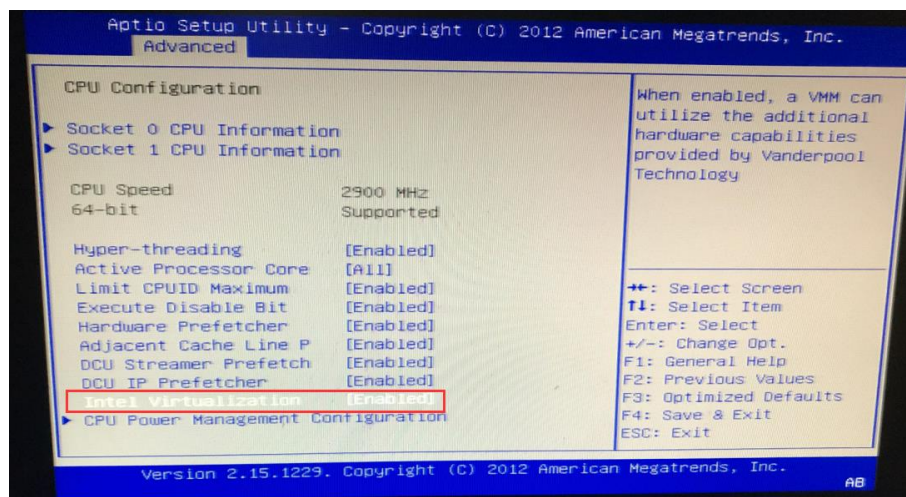 Aptio Setup Utility – Copyright (C) 2012 American Megatrends, Inc.
Advanced
CPU Configuration
Socket 0 CPU Information
Socket 1 CPU Information
CPU Speed 2900 MHz
64-bit Supported
Hyper-threading [Enabled]
Active Processor Core [All]
Limit CPUID Maximum [Enabled]
Execute Disable Bit [Enabled]
Hardware Prefetcher [Enabled]
Adjacent Cache Line P [Enabled]
DCU Streamer Prefetch [Enabled]
DCU IP Prefetcher [Enabled]
Intel Virtualization [Enabled]
CPU Power Management Configuration
When enabled, a VMM can
utilize the additional
hardware capabilities
provided by Vanderpool
Technology
→←: Select Screen
↑↓: Select Item
Enter: Select
+/-: Change Opt.
F1: General Help
F2: Previous Values
F3: Optimized Defaults
F4: Save & Exit
ESC: Exit
Version 2.15.1229. Copyright (C) 2012 American Megatrends, Inc.
AB